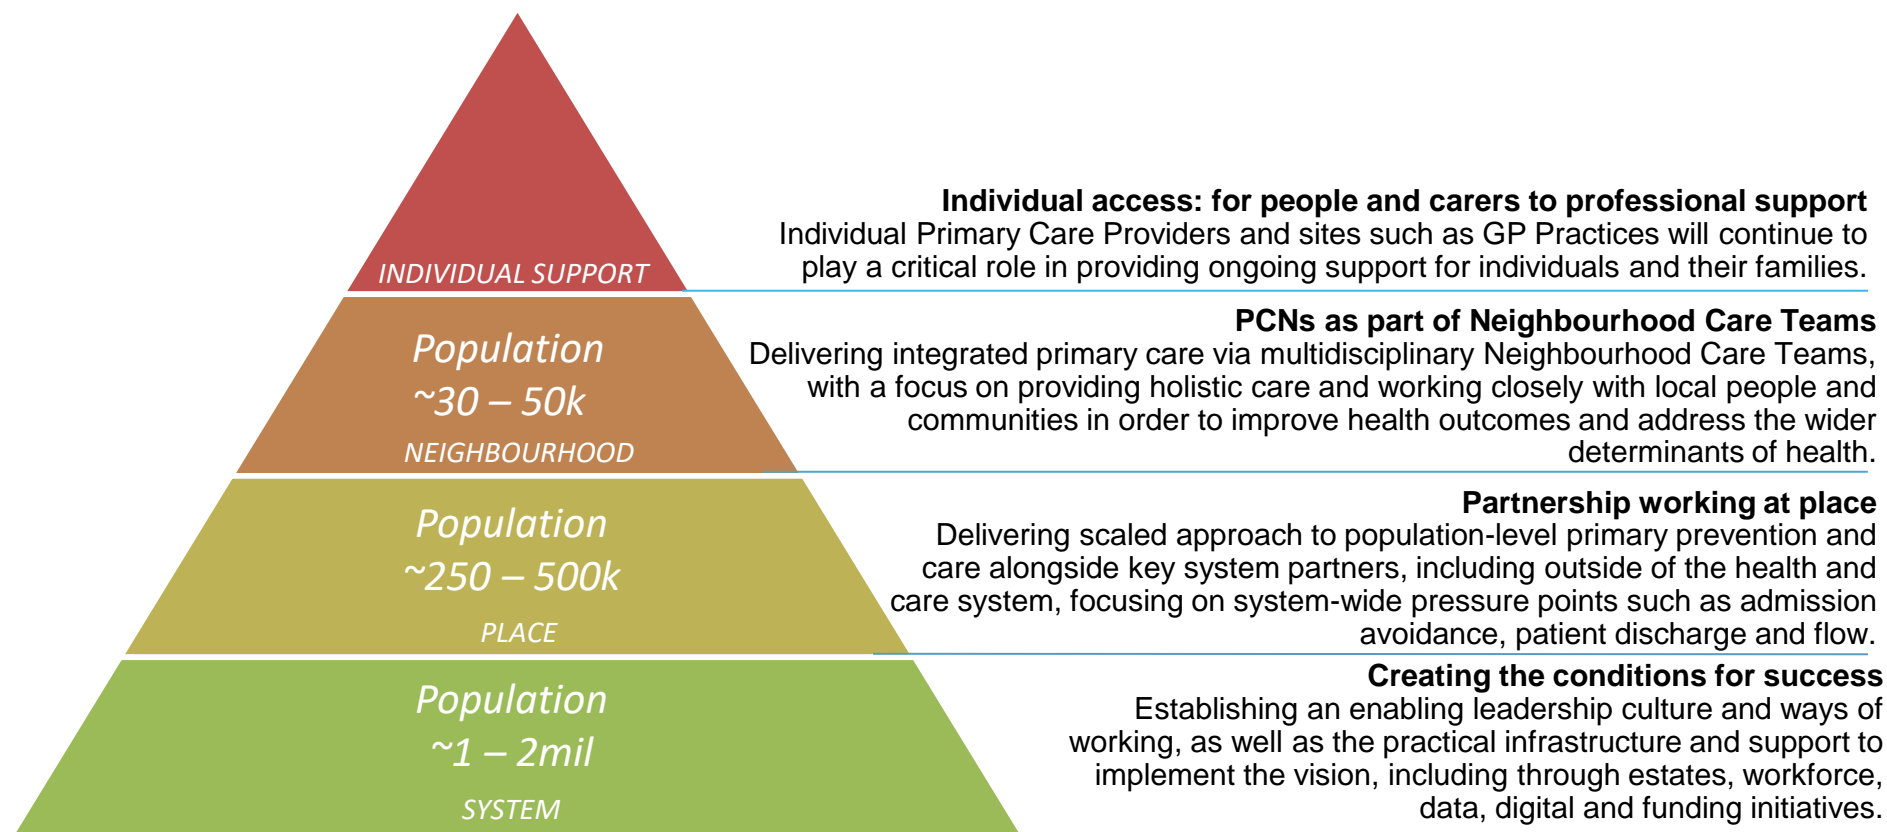 Individual access: for people and carers to professional support
Individual Primary Care Providers and sites such as GP Practices will continue to
play a critical role in providing ongoing support for individuals and their families.
INDIVIDUAL SUPPORT
PCNs as part of Neighbourhood Care Teams
Delivering integrated primary care via multidisciplinary Neighbourhood Care Teams,
with a focus on providing holistic care and working closely with local people and
communities in order to improve health outcomes and address the wider
determinants of health.
Population
~30 – 50k
NEIGHBOURHOOD
Partnership working at place
Delivering scaled approach to population-level primary prevention and
care alongside key system partners, including outside of the health and
care system, focusing on system-wide pressure points such as admission
avoidance, patient discharge and flow.
Population
~250 – 500k
PLACE
Creating the conditions for success
Establishing an enabling leadership culture and ways of
working, as well as the practical infrastructure and support to
implement the vision, including through estates, workforce,
data, digital and funding initiatives.
Population
~1 – 2mil
SYSTEM